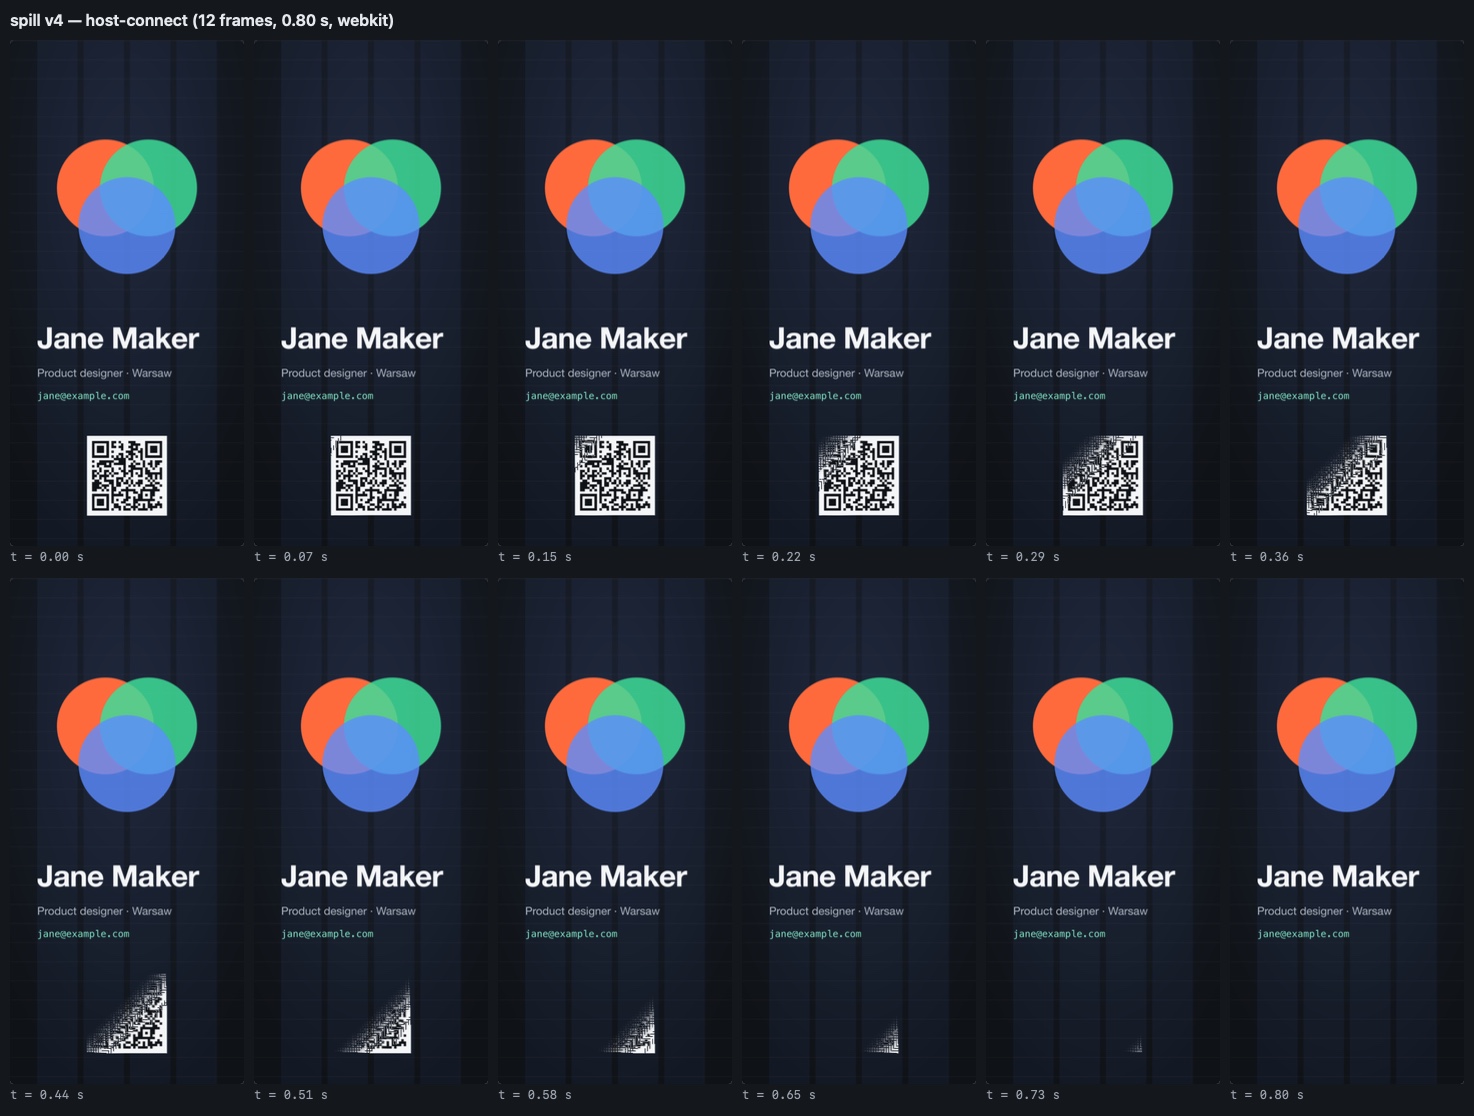 spill v4 — host-connect (12 frames, 0.80 s, webkit)
Jane Maker
Product designer · Warsaw
jane@example.com
t = 0.00 s
Jane Maker
Product designer · Warsaw
jane@example.com
t = 0.07 s
Jane Maker
Product designer · Warsaw
jane@example.com
t = 0.15 s
Jane Maker
Product designer · Warsaw
jane@example.com
t = 0.22 s
Jane Maker
Product designer · Warsaw
jane@example.com
t = 0.29 s
Jane Maker
Product designer · Warsaw
jane@example.com
t = 0.36 s
Jane Maker
Product designer · Warsaw
jane@example.com
t = 0.44 s
Jane Maker
Product designer · Warsaw
jane@example.com
t = 0.51 s
Jane Maker
Product designer · Warsaw
jane@example.com
t = 0.58 s
Jane Maker
Product designer · Warsaw
jane@example.com
t = 0.65 s
Jane Maker
Product designer · Warsaw
jane@example.com
t = 0.73 s
Jane Maker
Product designer · Warsaw
jane@example.com
t = 0.80 s